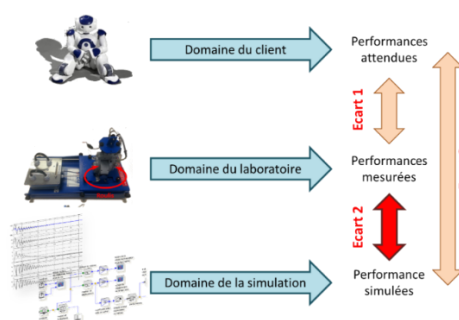 Domaine du client
Performances
attendues
Ecart 1
Domaine du laboratoire
Performances
mesurées
Ecart 2
Domaine de la simulation
Performance
simulées